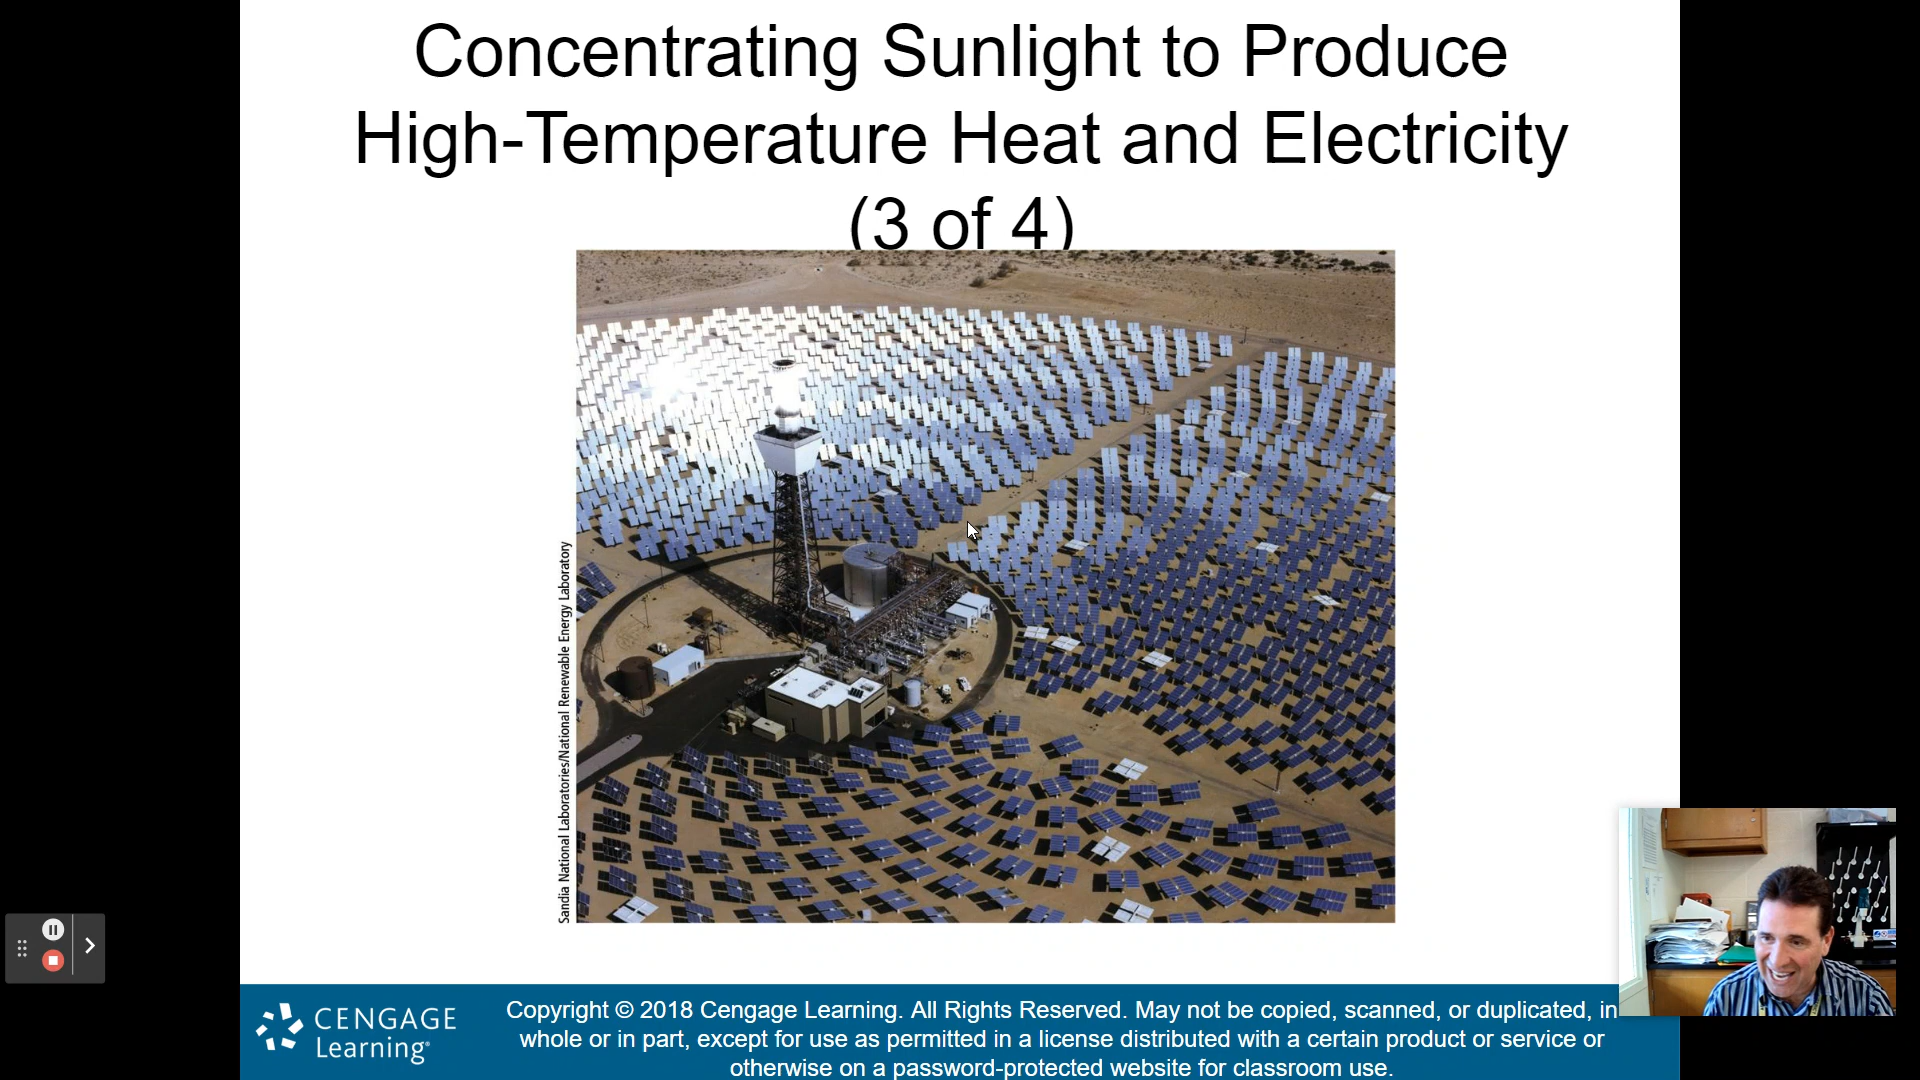 Concentrating Sunlight to Produce
High-Temperature Heat and Electricity
(3 of 4)
Sandia National Laboratories/National Renewable Energy Laboratory
CENGAGE
Learning®
Copyright © 2018 Cengage Learning. All Rights Reserved. May not be copied, scanned, or duplicated, in
whole or in part, except for use as permitted in a license distributed with a certain product or service or
otherwise on a password-protected website for classroom use.